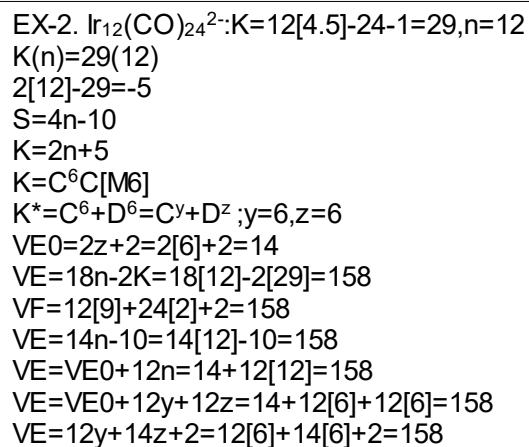 EX-2. Ir₁₂(CO)₂₄²⁻:K=12[4.5]-24-1=29,n=12
K(n)=29(12)
2[12]-29=-5
S=4n-10
K=2n+5
K=C⁶C[M6]
K*=C⁶+D⁶=Cʸ+Dᶻ ;y=6,z=6
VE0=2z+2=2[6]+2=14
VE=18n-2K=18[12]-2[29]=158
VF=12[9]+24[2]+2=158
VE=14n-10=14[12]-10=158
VE=VE0+12n=14+12[12]=158
VE=VE0+12y+12z=14+12[6]+12[6]=158
VE=12y+14z+2=12[6]+14[6]+2=158